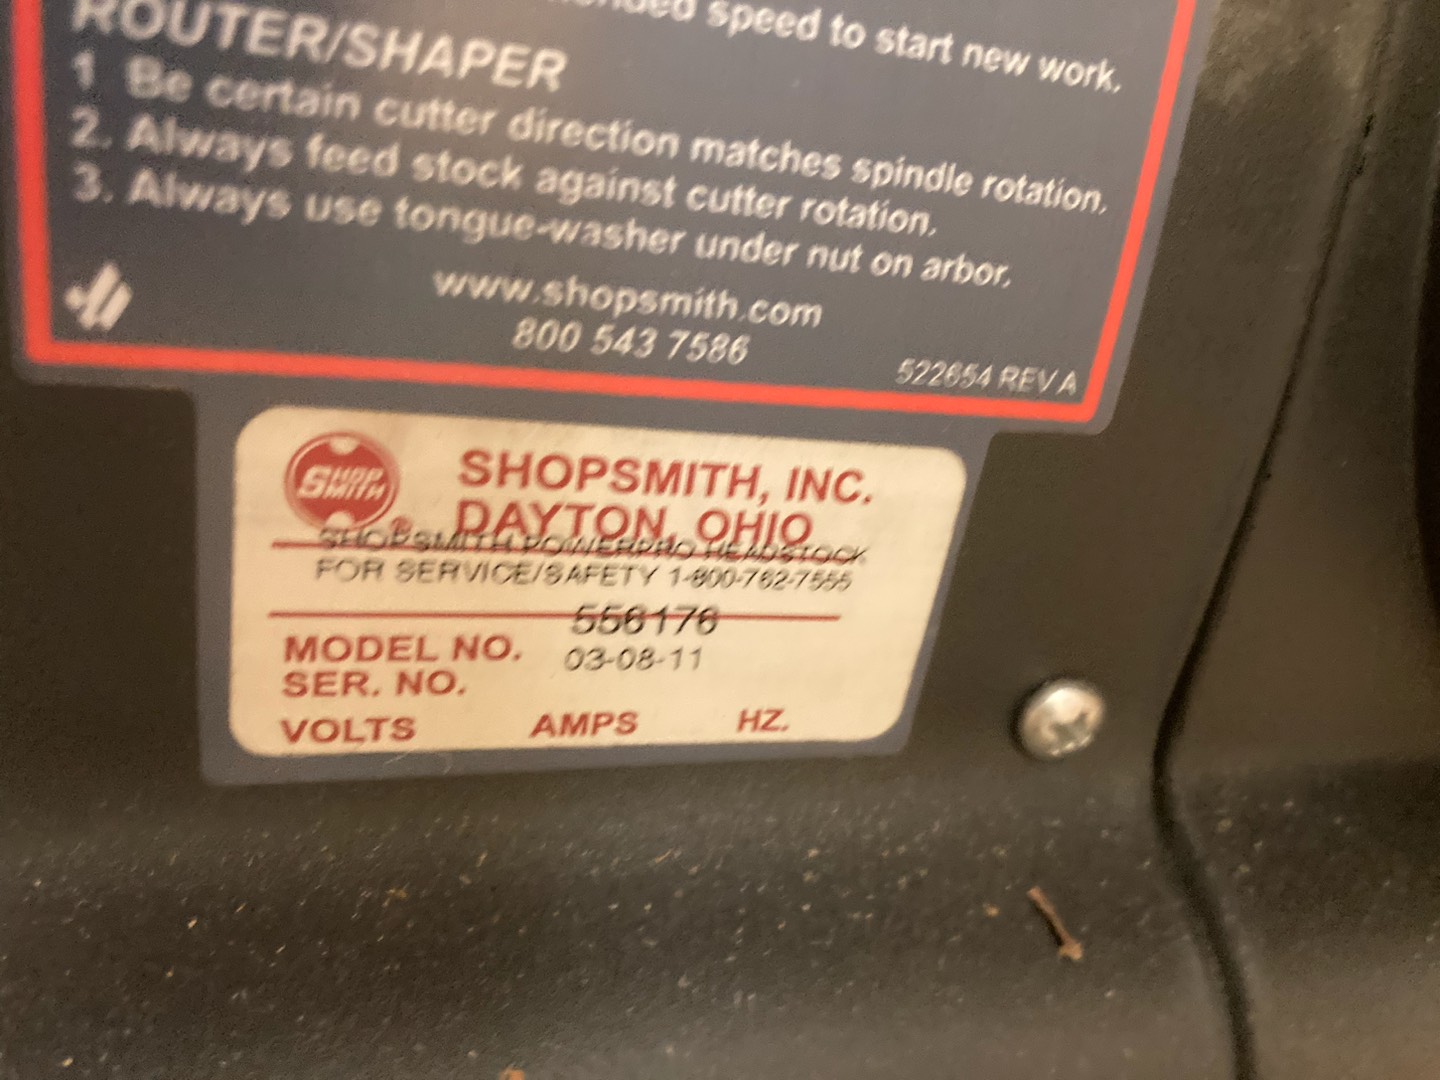 speed to start new work.
ROUTER/SHAPER
1 Be certain cutter direction matches spindle rotation.
2. Always feed stock against cutter rotation.
3. Always use tongue-washer under nut on arbor.
www.shopsmith.com
800 543 7586
522654 REV A
SHOP
SMITH
®
SHOPSMITH, INC.
DAYTON, OHIO
SHOPSMITH POWERPRO HEADSTOCK
FOR SERVICE/SAFETY 1-800-762-7555
556176
MODEL NO. 03-08-11
SER. NO.
VOLTS AMPS HZ.